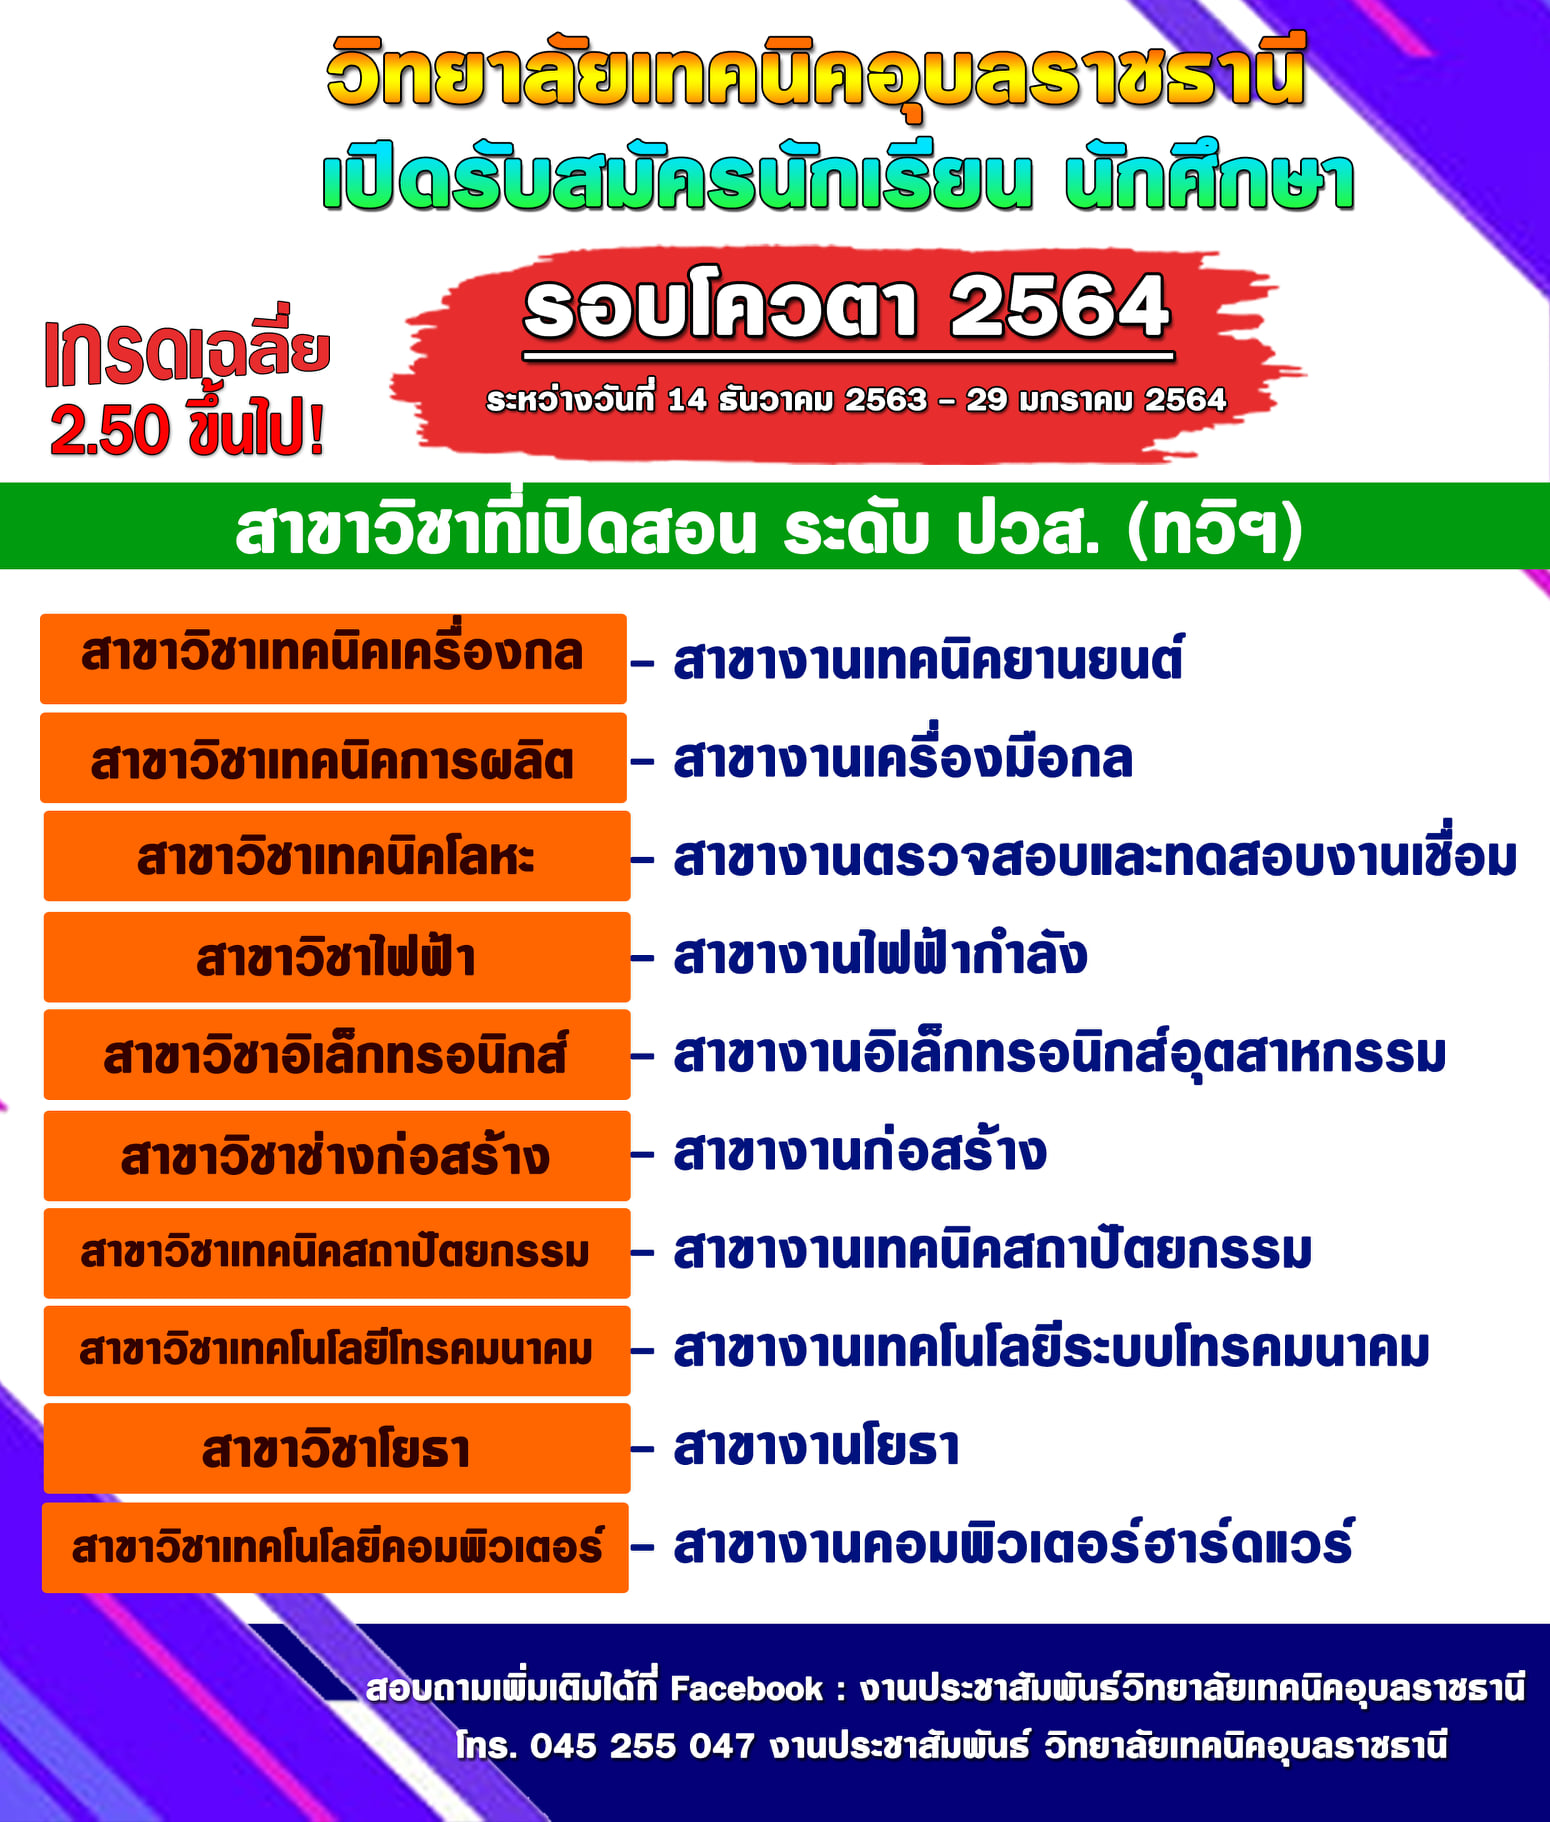 วิทยาลัยเทคนิคอุบลราชธานี
เปิดรับสมัครนักเรียน นักศึกษา
รอบโควตา 2564
ระหว่างวันที่ 14 ธันวาคม 2563 – 29 มกราคม 2564
เกรดเฉลี่ย
2.50 ขึ้นไป!
สาขาวิชาที่เปิดสอน ระดับ ปวส. (ทวิฯ)
สาขาวิชาเทคนิคเครื่องกล – สาขางานเทคนิคยานยนต์
สาขาวิชาเทคนิคการผลิต – สาขางานเครื่องมือกล
สาขาวิชาเทคนิคโลหะ – สาขางานตรวจสอบและทดสอบงานเชื่อม
สาขาวิชาไฟฟ้า – สาขางานไฟฟ้ากำลัง
สาขาวิชาอิเล็กทรอนิกส์ – สาขางานอิเล็กทรอนิกส์อุตสาหกรรม
สาขาวิชาช่างก่อสร้าง – สาขางานก่อสร้าง
สาขาวิชาเทคนิคสถาปัตยกรรม – สาขางานเทคนิคสถาปัตยกรรม
สาขาวิชาเทคโนโลยีโทรคมนาคม – สาขางานเทคโนโลยีระบบโทรคมนาคม
สาขาวิชาโยธา – สาขางานโยธา
สาขาวิชาเทคโนโลยีคอมพิวเตอร์ – สาขางานคอมพิวเตอร์ฮาร์ดแวร์
สอบถามเพิ่มเติมได้ที่ Facebook : งานประชาสัมพันธ์วิทยาลัยเทคนิคอุบลราชธานี
โทร. 045 255 047 งานประชาสัมพันธ์ วิทยาลัยเทคนิคอุบลราชธานี